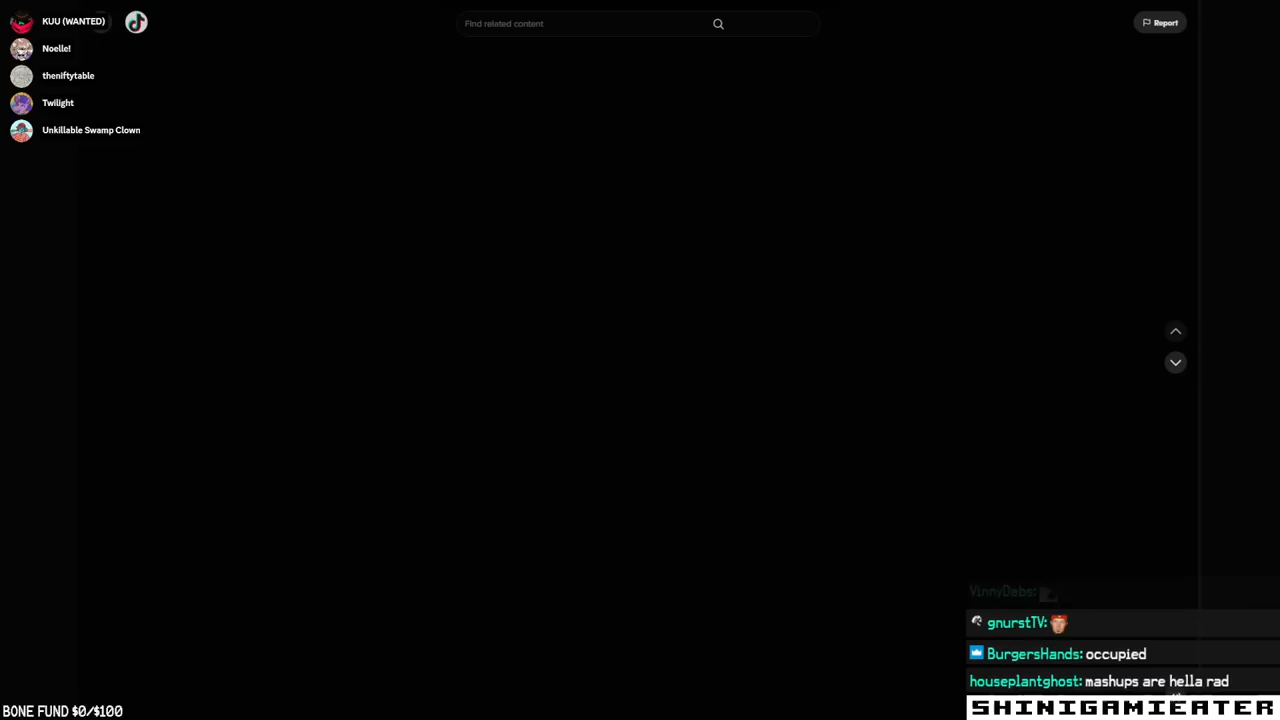 KUU (WANTED)
Find related content
Report
Noelle!
theniftytable
Twilight
Unkillable Swamp Clown
VinnyDabs:
gnurstTV:
BurgersHands: occupied
houseplantghost: mashups are hella rad
BONE FUND $0/$100
SHINIGAMIEATER